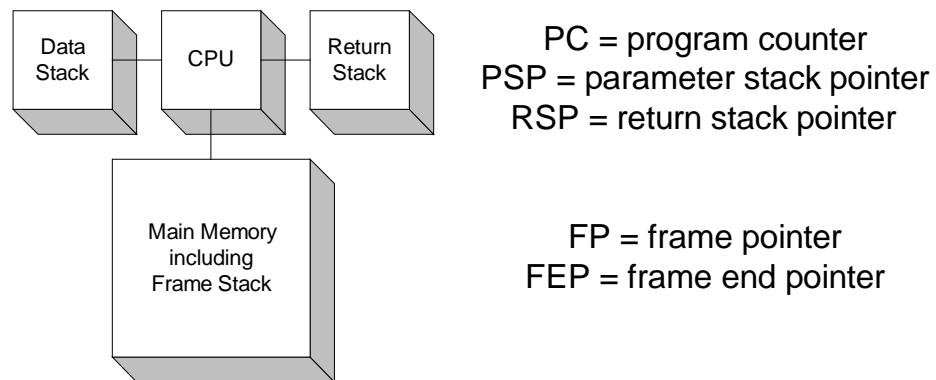 Data
Stack
CPU
Return
Stack
Main Memory
including
Frame Stack
PC = program counter
PSP = parameter stack pointer
RSP = return stack pointer
FP = frame pointer
FEP = frame end pointer